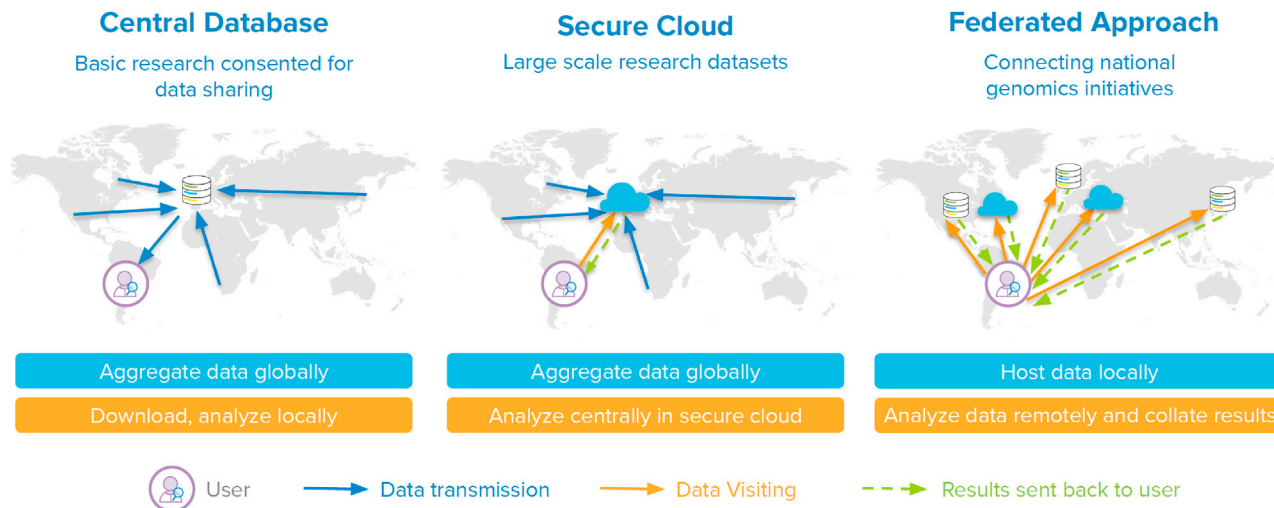 Central Database
Basic research consented for
data sharing
Aggregate data globally
Download, analyze locally
Secure Cloud
Large scale research datasets
Aggregate data globally
Analyze centrally in secure cloud
Federated Approach
Connecting national
genomics initiatives
Host data locally
Analyze data remotely and collate results
User
Data transmission
Data Visiting
Results sent back to user